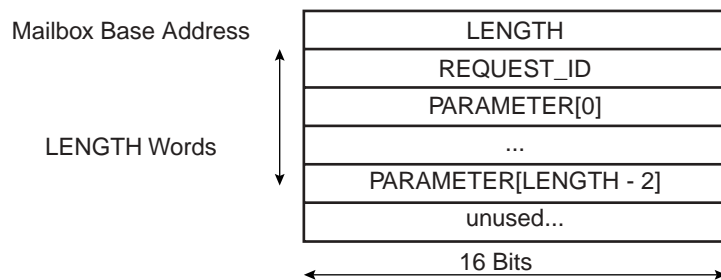 Mailbox Base Address
LENGTH
REQUEST_ID
PARAMETER[0]
...
LENGTH Words
PARAMETER[LENGTH - 2]
unused...
16 Bits